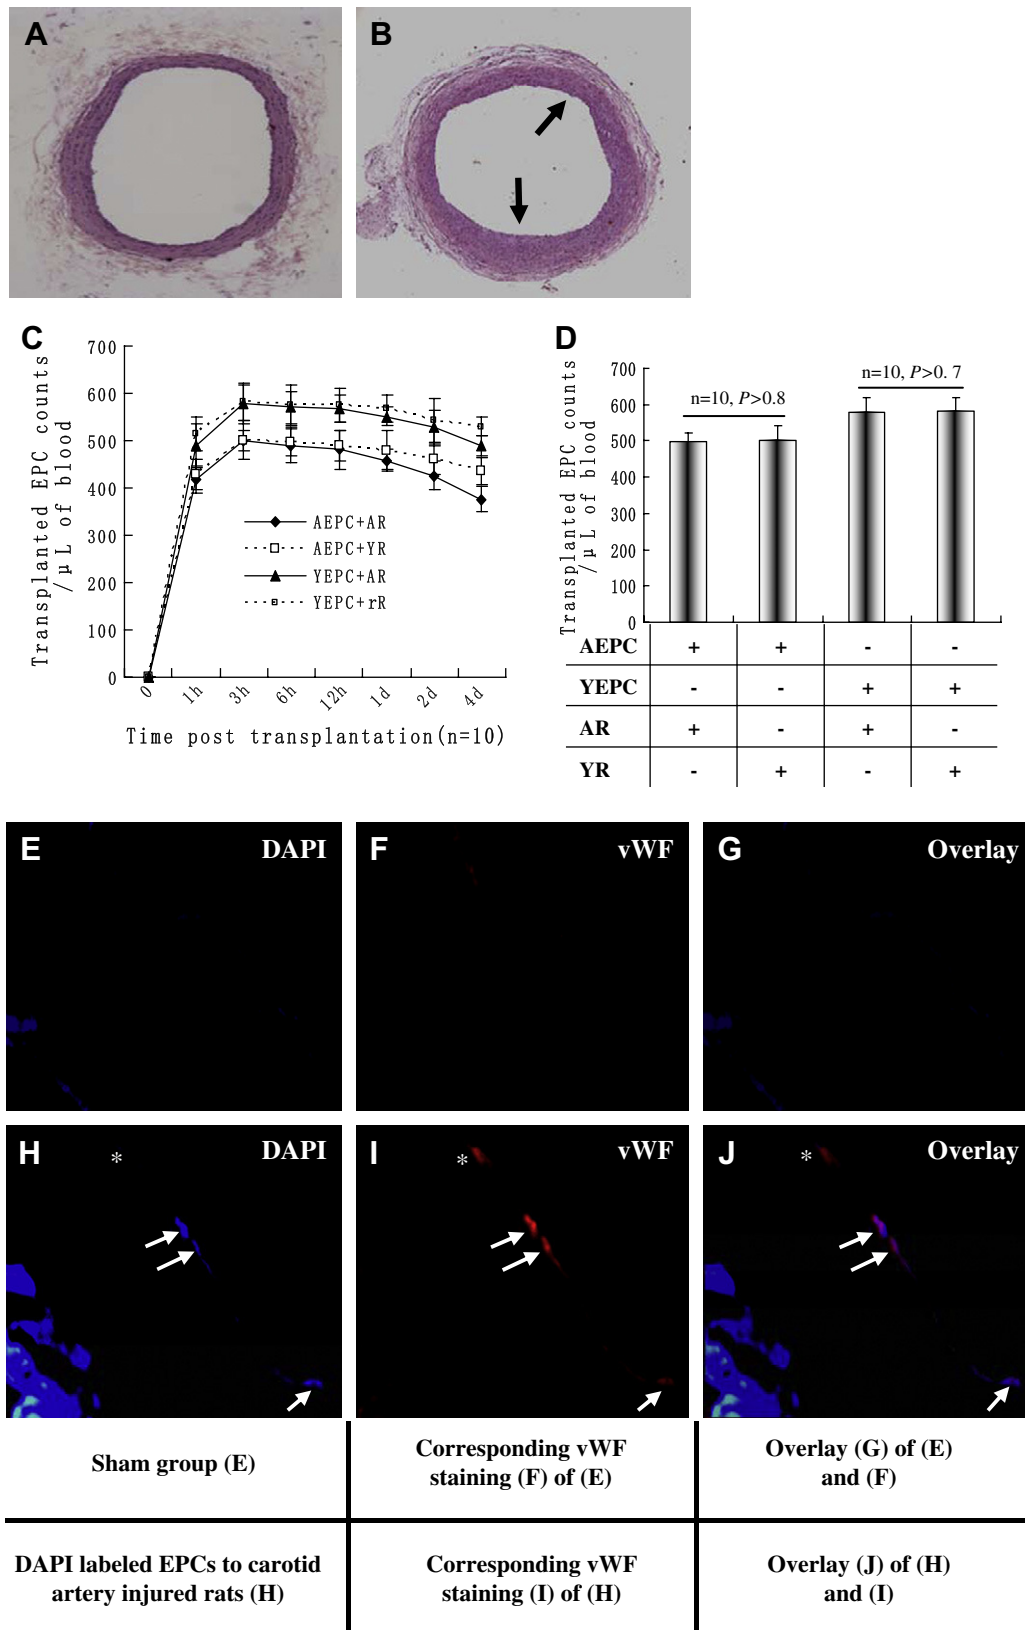 A
B
C
Transplanted EPC counts
/μL of blood
700
600
500
400
300
200
100
0
AEPC+AR
AEPC+YR
YEPC+AR
YEPC+rR
0 1h 3h 6h 12h 1d 2d 4d
Time post transplantation(n=10)
D
Transplanted EPC counts
/μL of blood
700
600
500
400
300
200
100
0
n=10, P>0.8
n=10, P>0. 7
AEPC + + - -
YEPC - - + +
AR + - + -
YR - + - +
E DAPI
F vWF
G Overlay
H * DAPI
I * vWF
J * Overlay
Sham group (E)
Corresponding vWF
staining (F) of (E)
Overlay (G) of (E)
and (F)
DAPI labeled EPCs to carotid
artery injured rats (H)
Corresponding vWF
staining (I) of (H)
Overlay (J) of (H)
and (I)